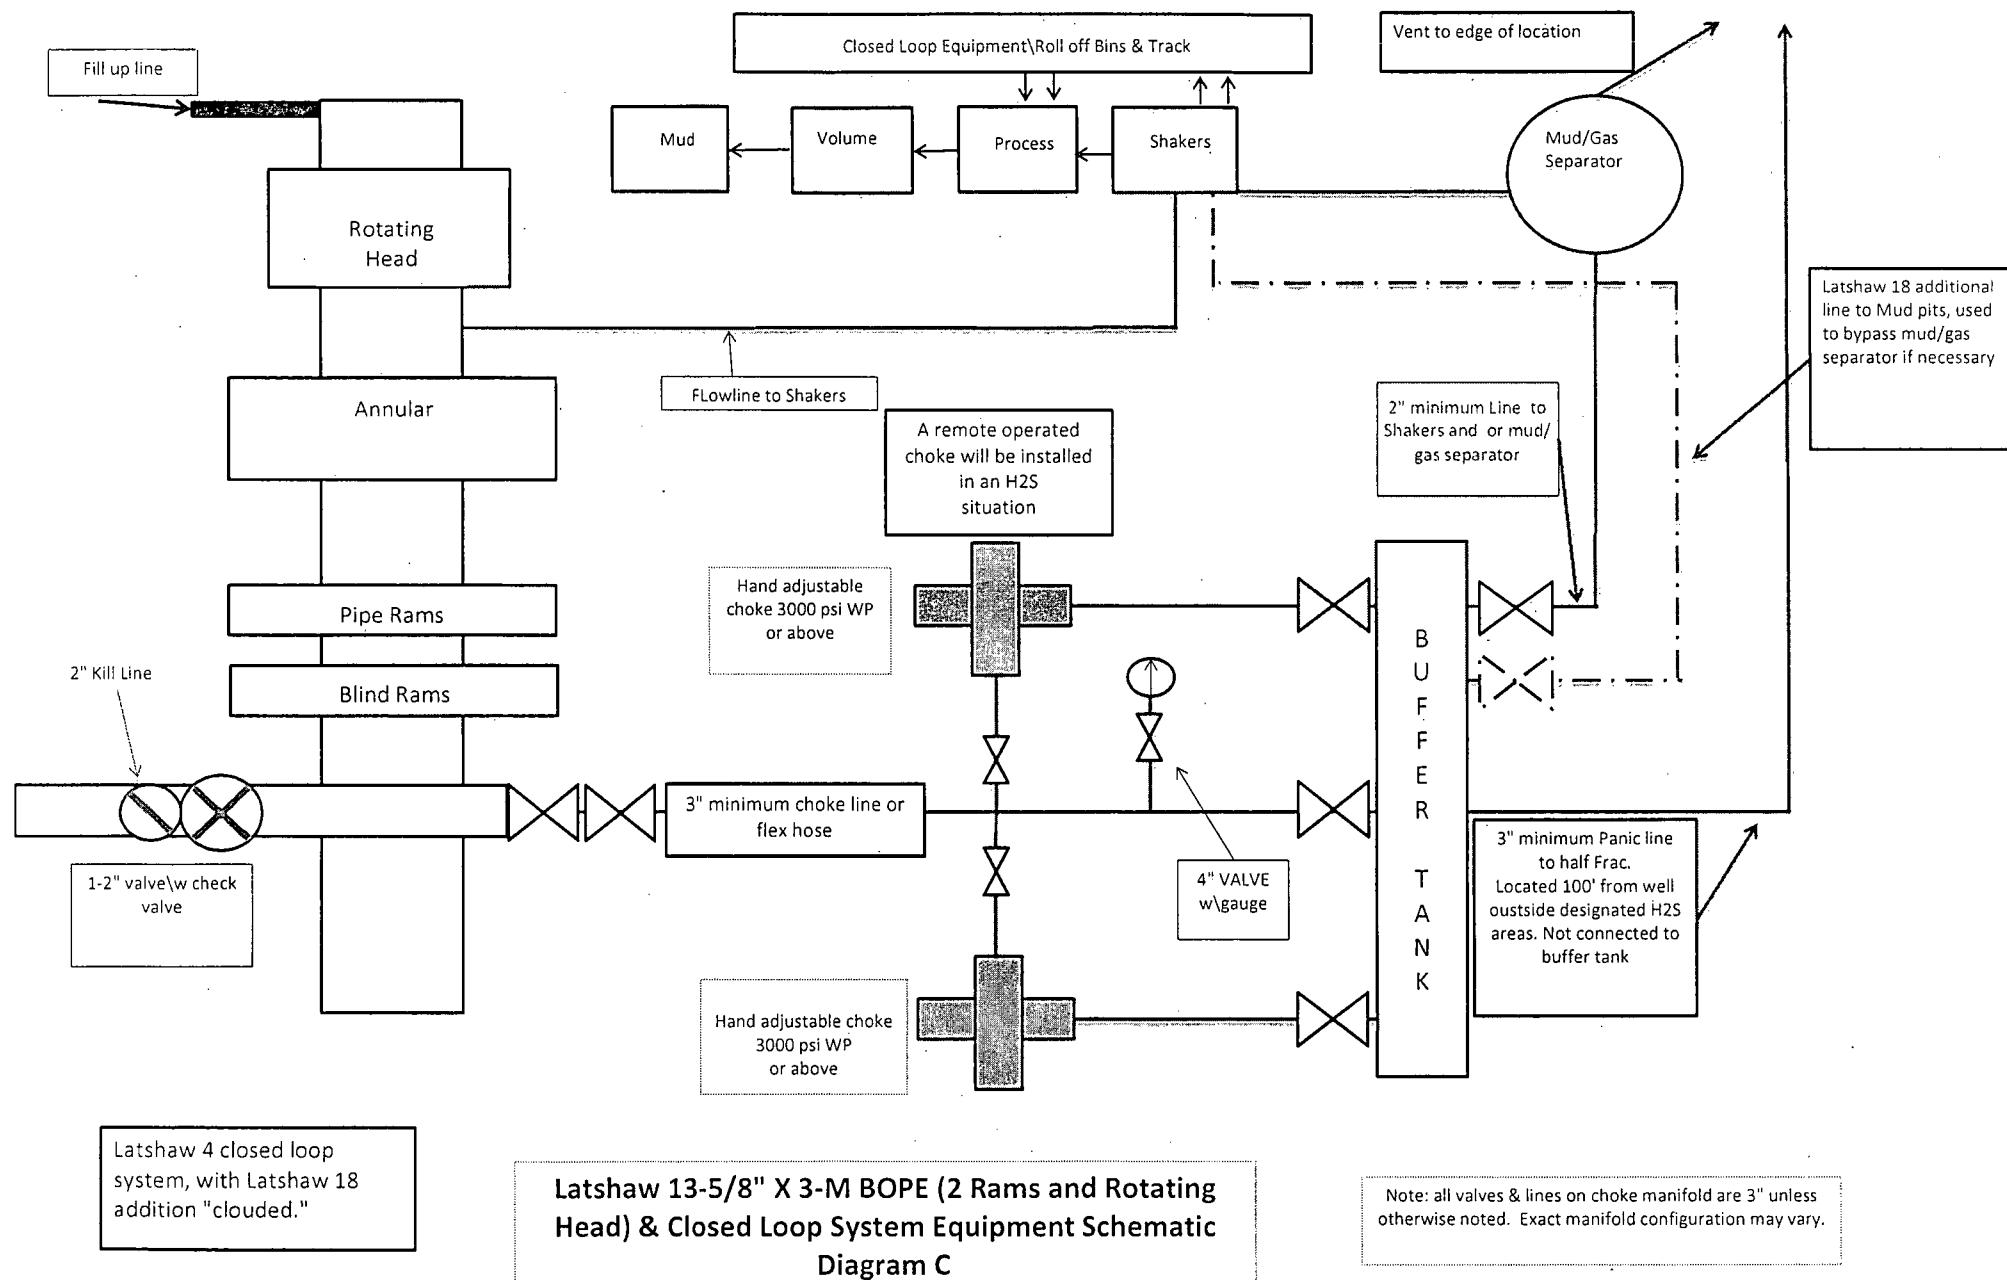 Fill up line
Closed Loop Equipment\Roll off Bins & Track
Vent to edge of location
Mud
Volume
Process
Shakers
Mud/Gas
Separator
Rotating
Head
Latshaw 18 additional
line to Mud pits, used
to bypass mud/gas
separator if necessary
FLowline to Shakers
Annular
2" minimum Line to
Shakers and or mud/
gas separator
A remote operated
choke will be installed
in an H2S
situation
Hand adjustable
choke 3000 psi WP
or above
Pipe Rams
Blind Rams
2" Kill Line
BUFFER TANK
3" minimum choke line or
flex hose
1-2" valve\w check
valve
4" VALVE
w\gauge
3" minimum Panic line
to half Frac.
Located 100' from well
oustside designated H2S
areas. Not connected to
buffer tank
Hand adjustable choke
3000 psi WP
or above
Latshaw 4 closed loop
system, with Latshaw 18
addition "clouded."
Latshaw 13-5/8" X 3-M BOPE (2 Rams and Rotating
Head) & Closed Loop System Equipment Schematic
Diagram C
Note: all valves & lines on choke manifold are 3" unless
otherwise noted. Exact manifold configuration may vary.